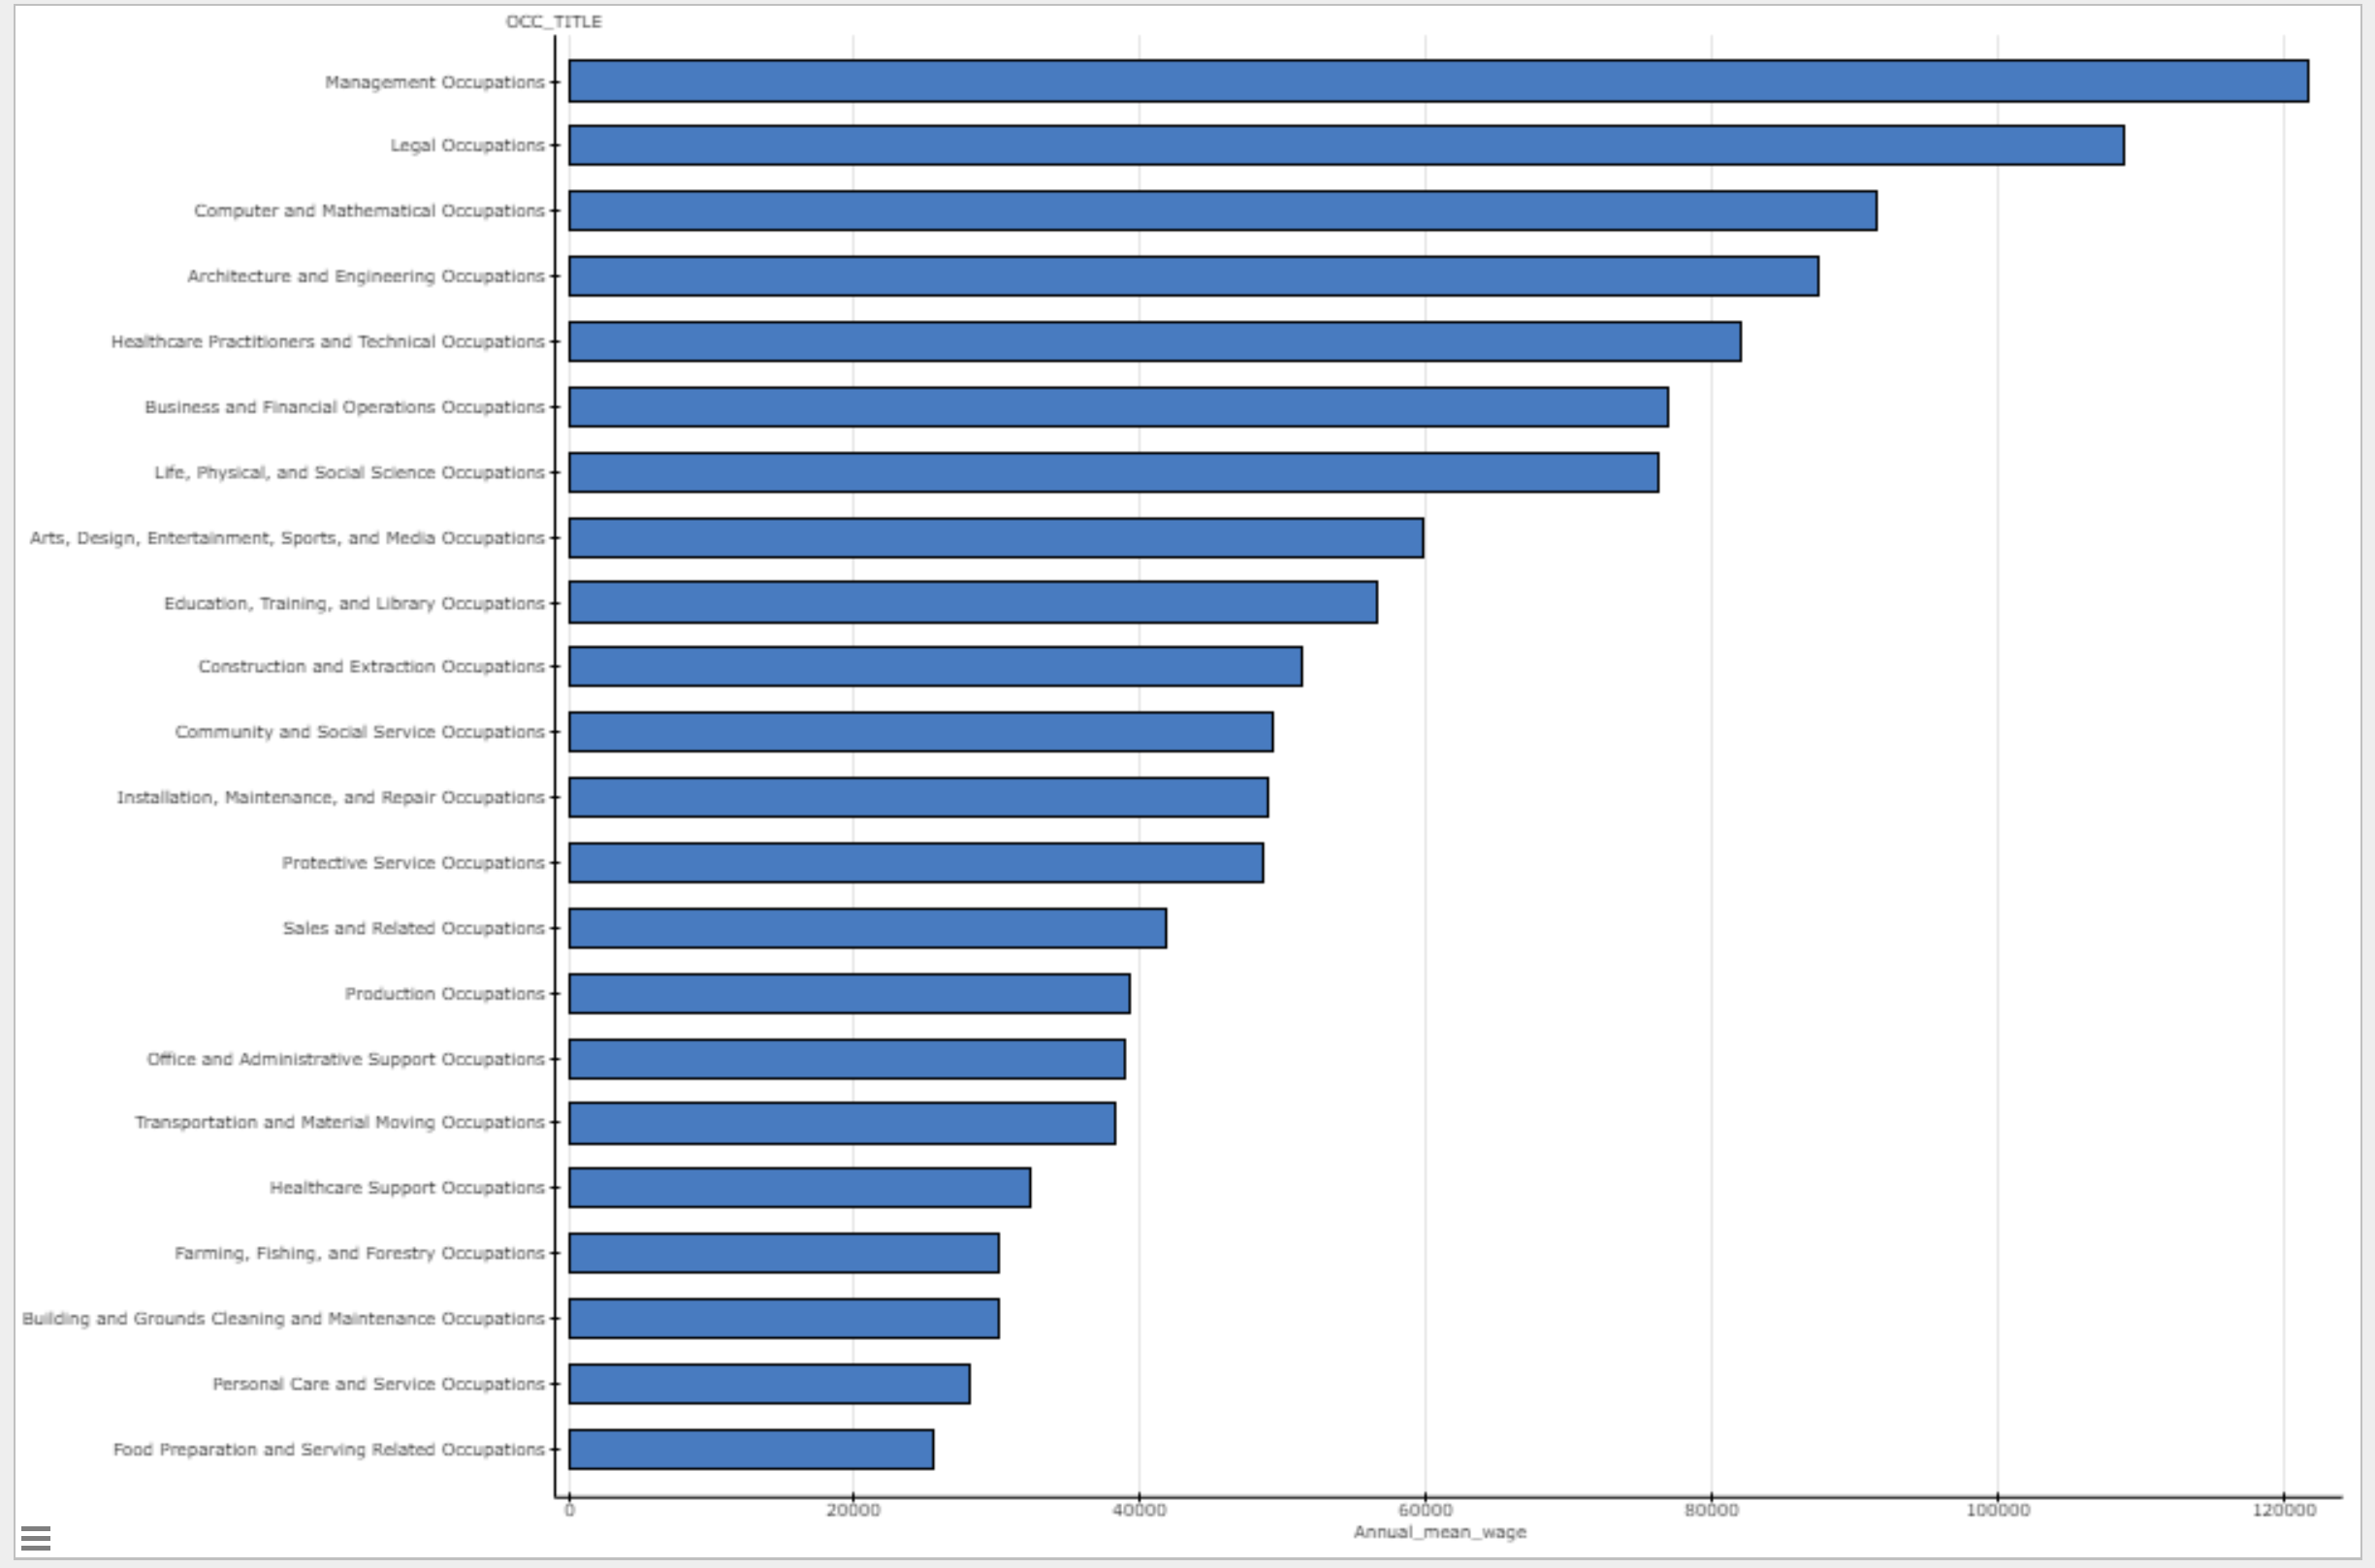 OCC_TITLE
Management Occupations
Legal Occupations
Computer and Mathematical Occupations
Architecture and Engineering Occupations
Healthcare Practitioners and Technical Occupations
Business and Financial Operations Occupations
Life, Physical, and Social Science Occupations
Arts, Design, Entertainment, Sports, and Media Occupations
Education, Training, and Library Occupations
Construction and Extraction Occupations
Community and Social Service Occupations
Installation, Maintenance, and Repair Occupations
Protective Service Occupations
Sales and Related Occupations
Production Occupations
Office and Administrative Support Occupations
Transportation and Material Moving Occupations
Healthcare Support Occupations
Farming, Fishing, and Forestry Occupations
Building and Grounds Cleaning and Maintenance Occupations
Personal Care and Service Occupations
Food Preparation and Serving Related Occupations
0 20000 40000 60000 80000 100000 120000
Annual_mean_wage